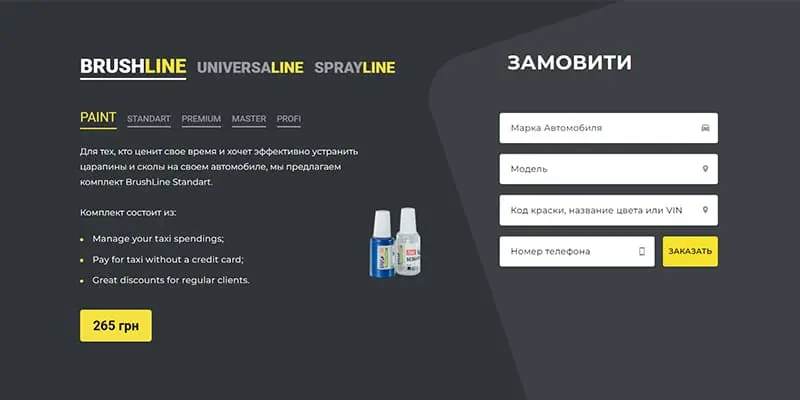 BRUSHLINE UNIVERSALINE SPRAYLINE
PAINT STANDART PREMIUM MASTER PROFI
Для тех, кто ценит свое время и хочет эффективно устранить
царапины и сколы на своем автомобиле, мы предлагаем
комплект BrushLine Standart.
Комплект состоит из:
Manage your taxi spendings;
Pay for taxi without a credit card;
Great discounts for regular clients.
265 грн
ЗАМОВИТИ
Марка Автомобиля
Модель
Код краски, название цвета или VIN
Номер телефона
ЗАКАЗАТЬ